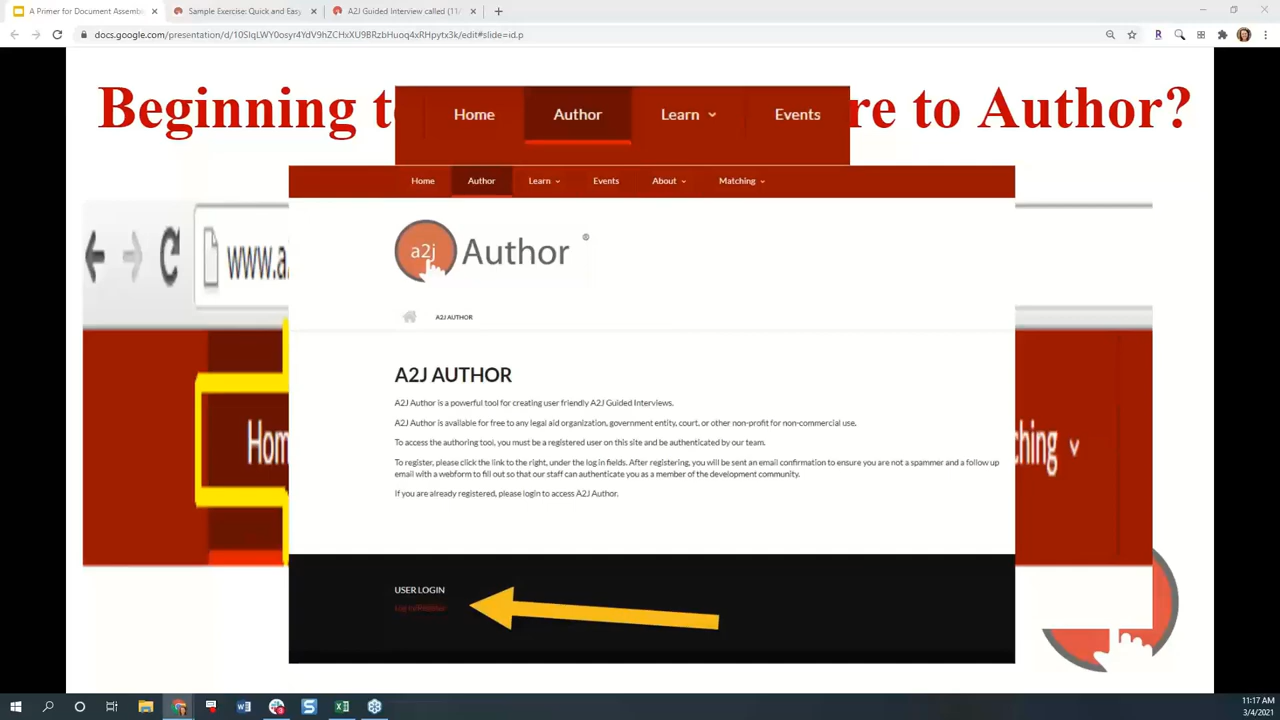 A Primer for Document Assemb
Sample Exercise: Quick and Easy
A2J Guided Interview called (11/
docs.google.com/presentation/d/10SIqLWY0osyr4YdV9hZCHxXU9BRzbHuoq4xRHpytx3k/edit#slide=id.p
Beginning t re to Author?
Home Author Learn Events
Home Author Learn Events About Matching
www.a
a2j Author ®
A2J AUTHOR
Hom
ching
A2J AUTHOR
A2J Author is a powerful tool for creating user friendly A2J Guided Interviews.
A2J Author is available for free to any legal aid organization, government entity, court, or other non-profit for non-commercial use.
To access the authoring tool, you must be a registered user on this site and be authenticated by our team.
To register, please click the link to the right, under the log in fields. After registering, you will be sent an email confirmation to ensure you are not a spammer and a follow up
email with a webform to fill out so that our staff can authenticate you as a member of the development community.
If you are already registered, please login to access A2J Author.
USER LOGIN
Log in/Register
11:17 AM
3/4/2021